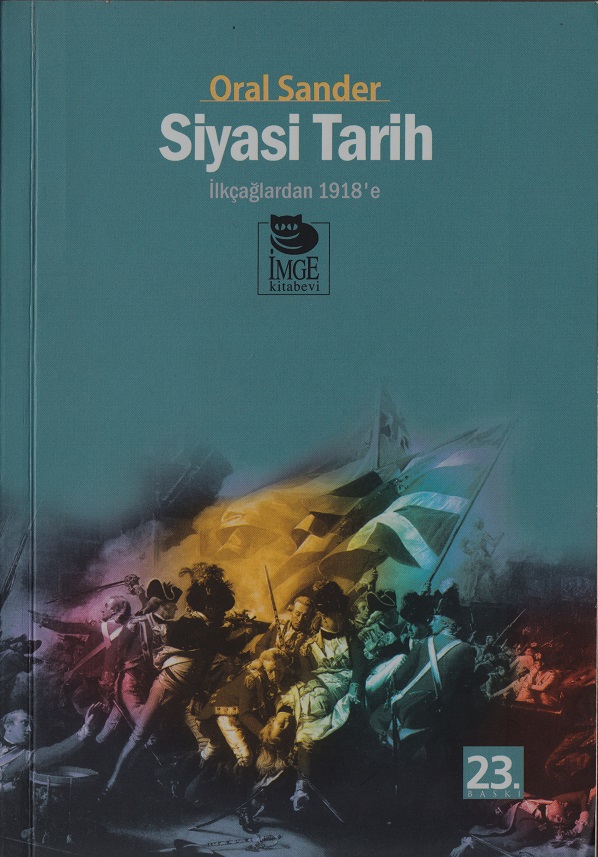 Oral Sander
Siyasi Tarih
İlkçağlardan 1918'e
İMGE
kitabevi
23.
BASKI